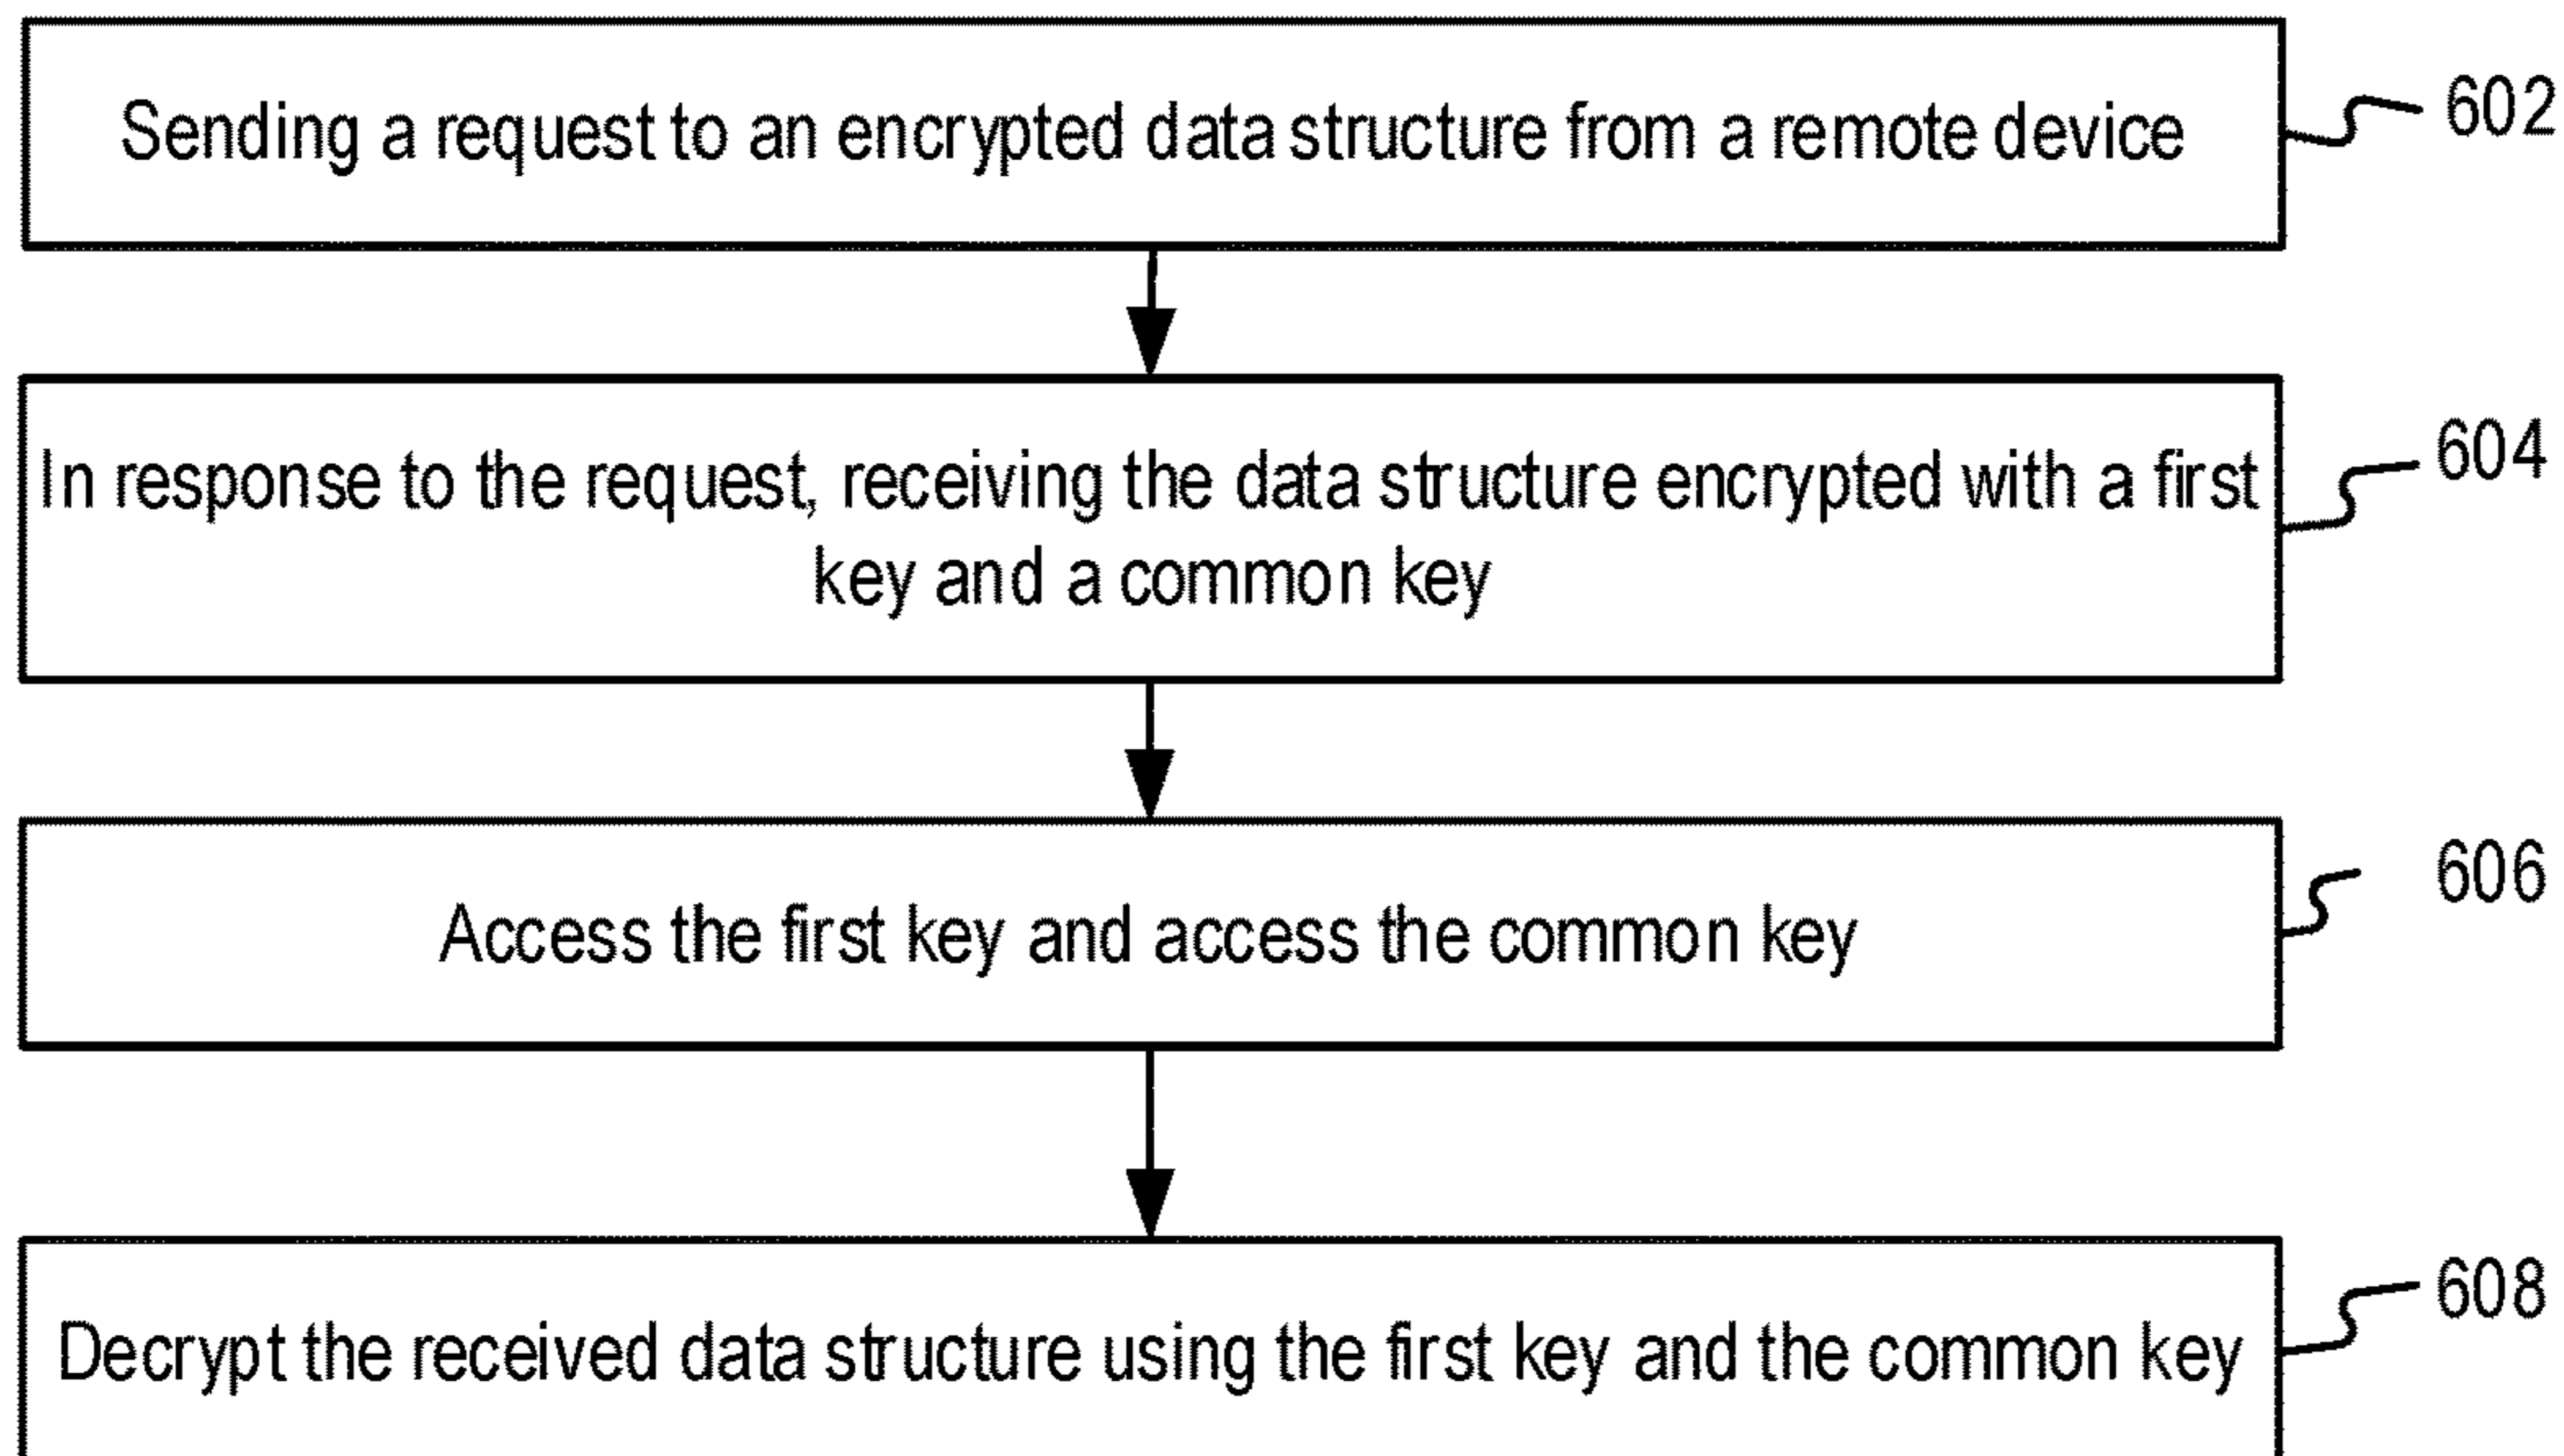 Sending a request to an encrypted data structure from a remote device
602
In response to the request, receiving the data structure encrypted with a first
key and a common key
604
Access the first key and access the common key
606
Decrypt the received data structure using the first key and the common key
608